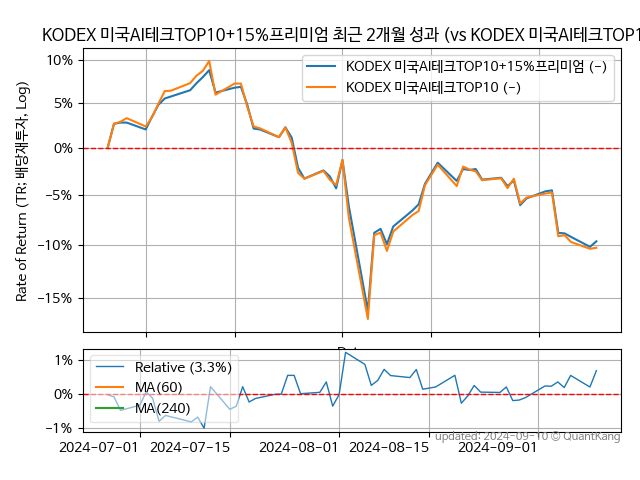 KODEX 미국AI테크TOP10+15%프리미엄 최근 2개월 성과 (vs KODEX 미국AI테크TOP1
10%
5%
0%
−5%
−10%
−15%
Rate of Return (TR: 배당재투자, Log)
KODEX 미국AI테크TOP10+15%프리미엄 (-)
KODEX 미국AI테크TOP10 (-)
1%
0%
−1%
Relative (3.3%)
MA(60)
MA(240)
2024-07-01
2024-07-15
2024-08-01
2024-08-15
2024-09-01
updated: 2024-09-10 © QuantKang